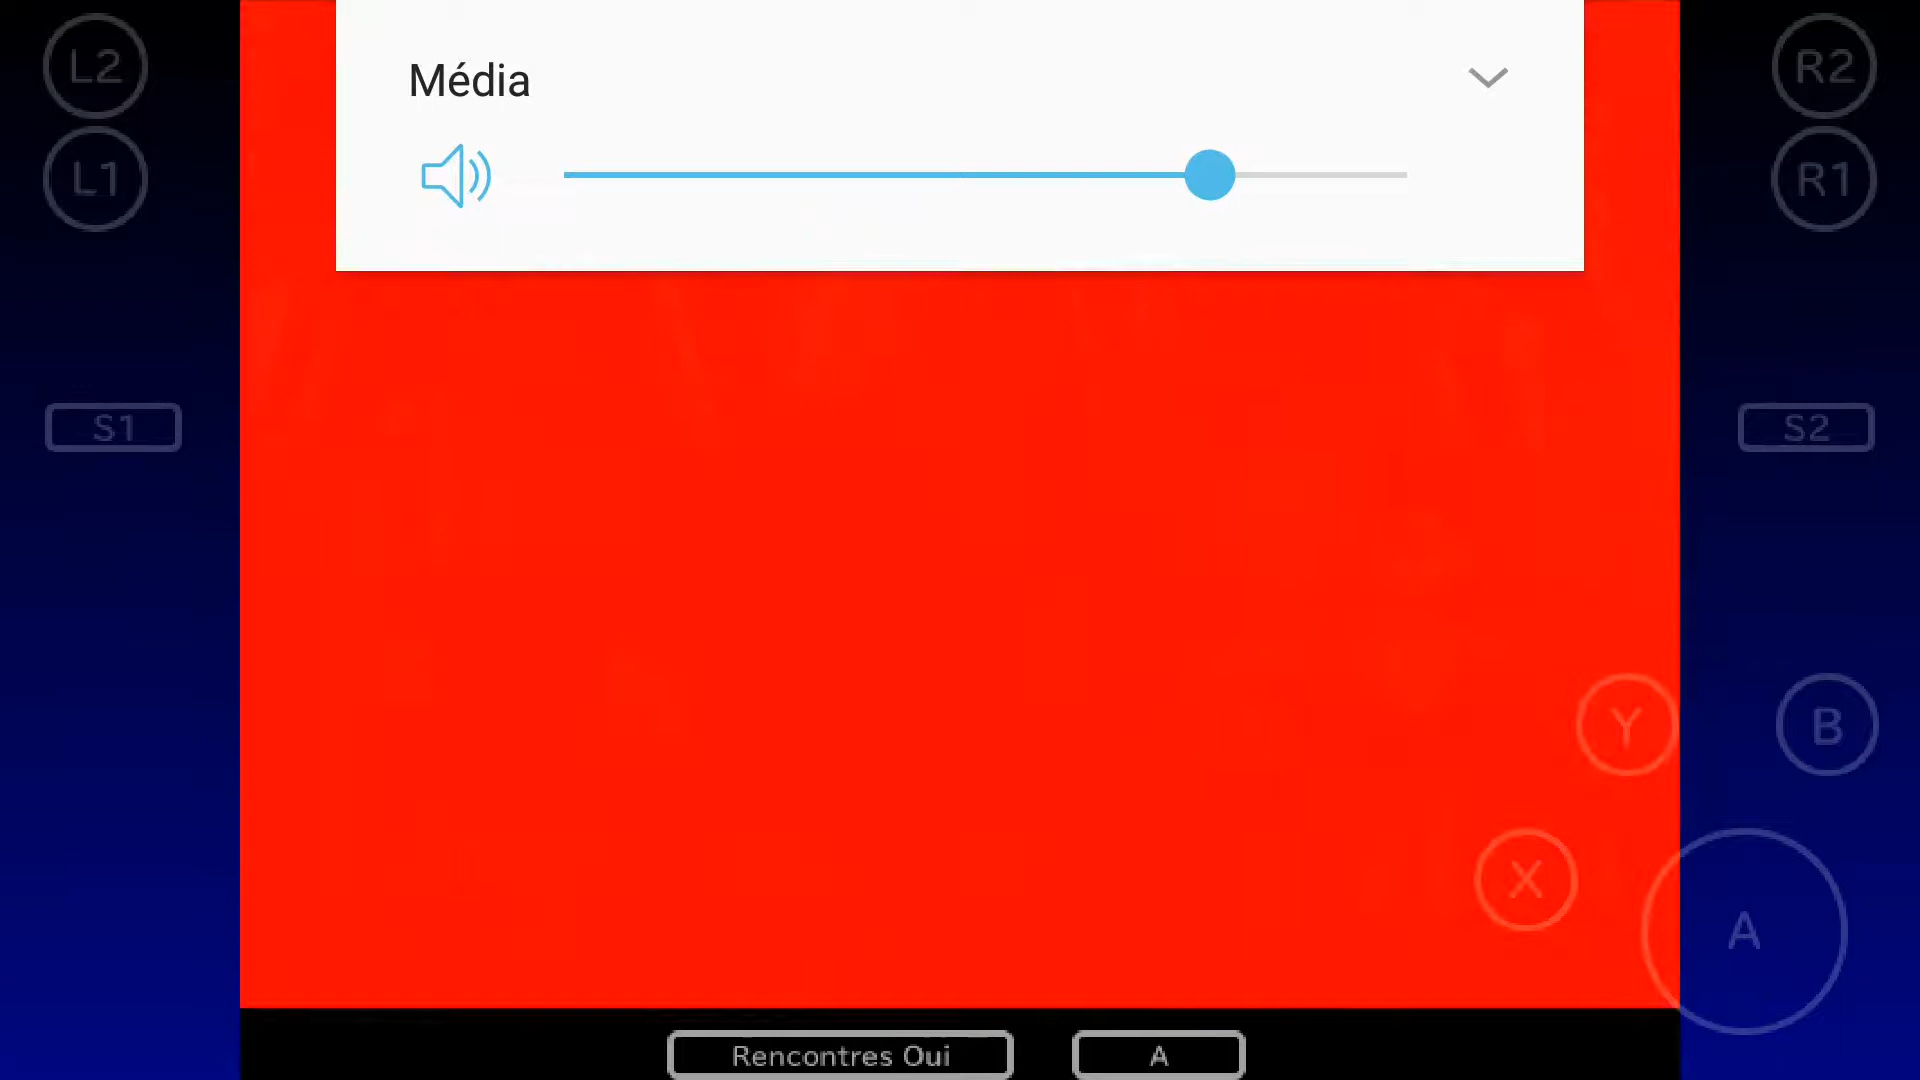 L2
Média
R2
L1
R1
S1
S2
Y
B
X
A
Rencontres Oui
A